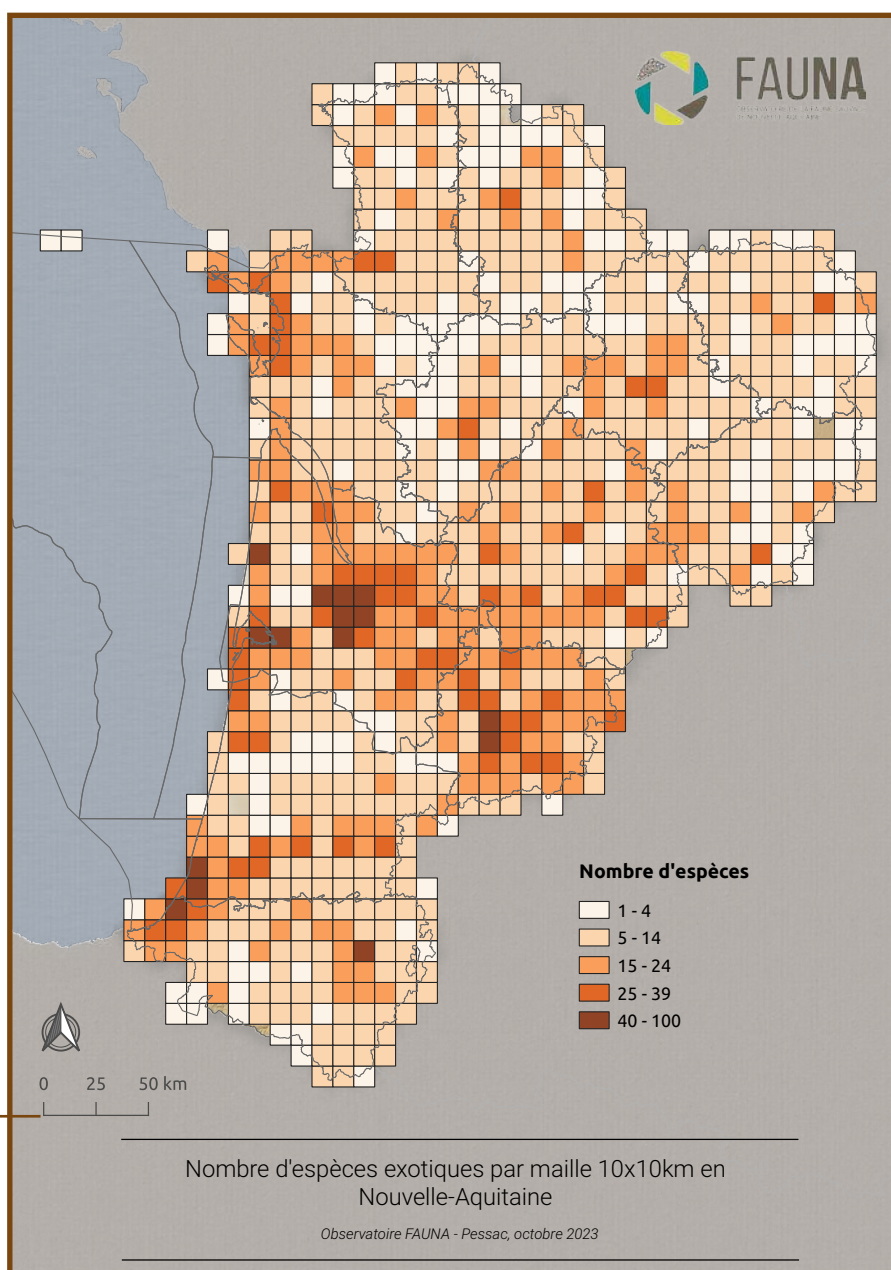 FAUNA
Nombre d'espèces
1 - 4
5 - 14
15 - 24
25 - 39
40 - 100
0 25 50 km
Nombre d'espèces exotiques par maille 10x10km en
Nouvelle-Aquitaine
Observatoire FAUNA - Pessac, octobre 2023